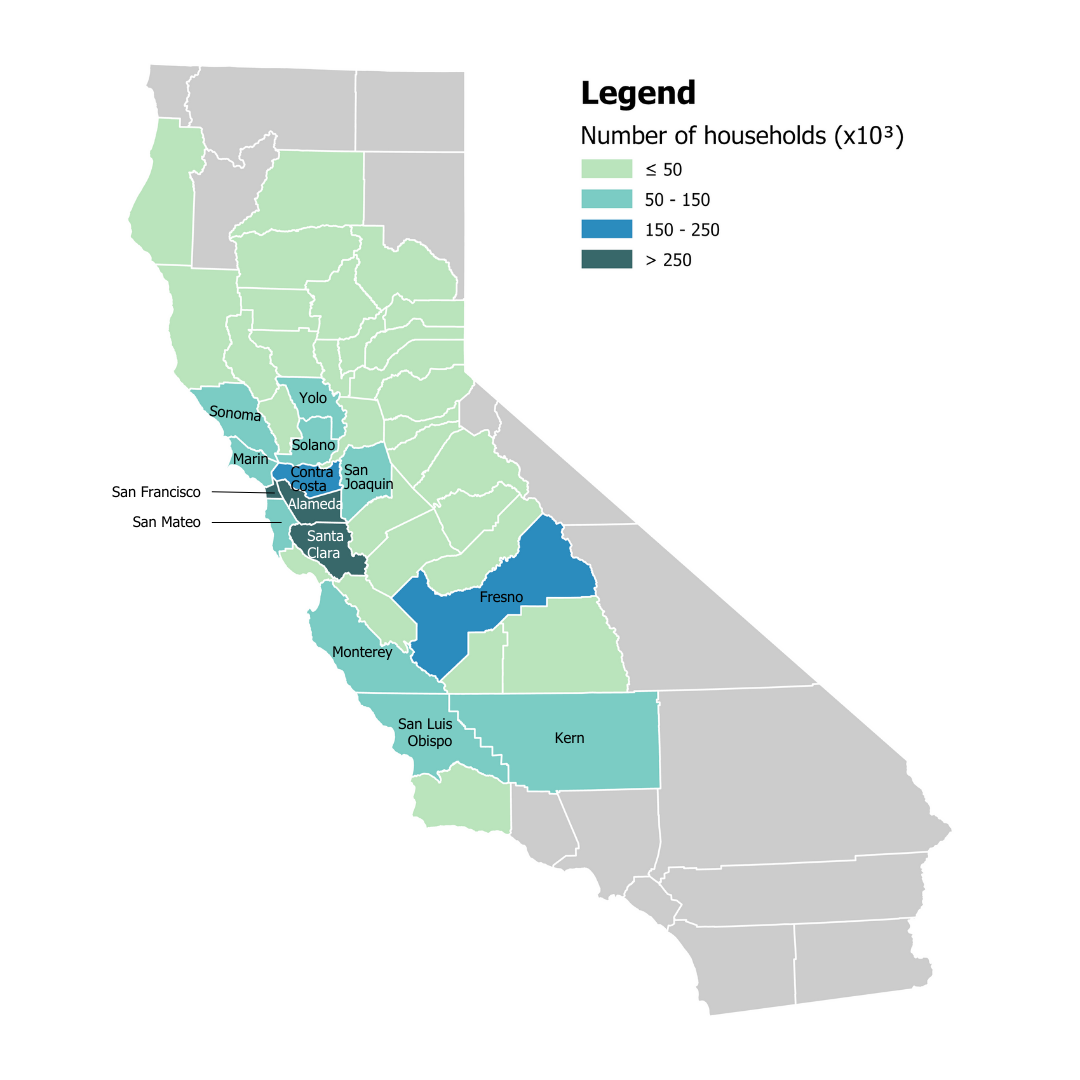 Legend
Number of households (x10³)
≤ 50
50 - 150
150 - 250
> 250
Yolo
Sonoma
Solano
Marin
Contra
Costa
San
Joaquin
San Francisco
Alameda
San Mateo
Santa
Clara
Fresno
Monterey
San Luis
Obispo
Kern